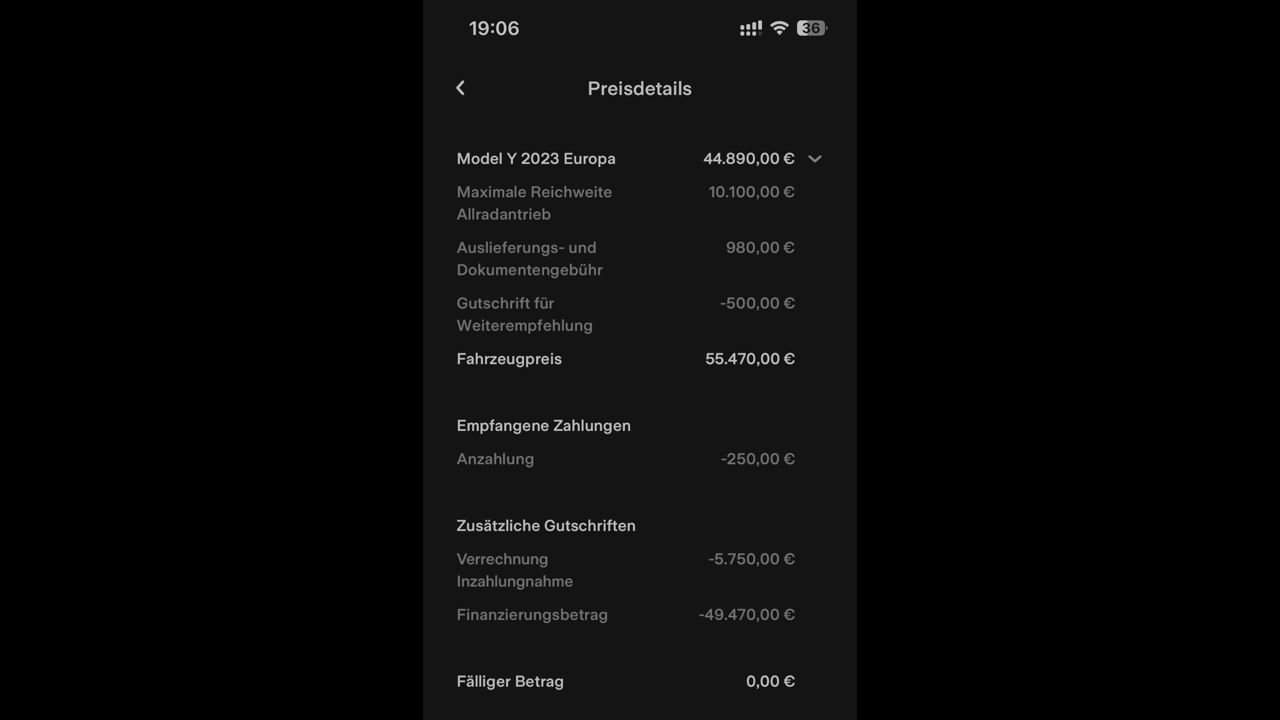 19:06
36
Preisdetails
Model Y 2023 Europa 44.890,00 €
Maximale Reichweite 10.100,00 €
Allradantrieb
Auslieferungs- und 980,00 €
Dokumentengebühr
Gutschrift für -500,00 €
Weiterempfehlung
Fahrzeugpreis 55.470,00 €
Empfangene Zahlungen
Anzahlung -250,00 €
Zusätzliche Gutschriften
Verrechnung -5.750,00 €
Inzahlungnahme
Finanzierungsbetrag -49.470,00 €
Fälliger Betrag 0,00 €